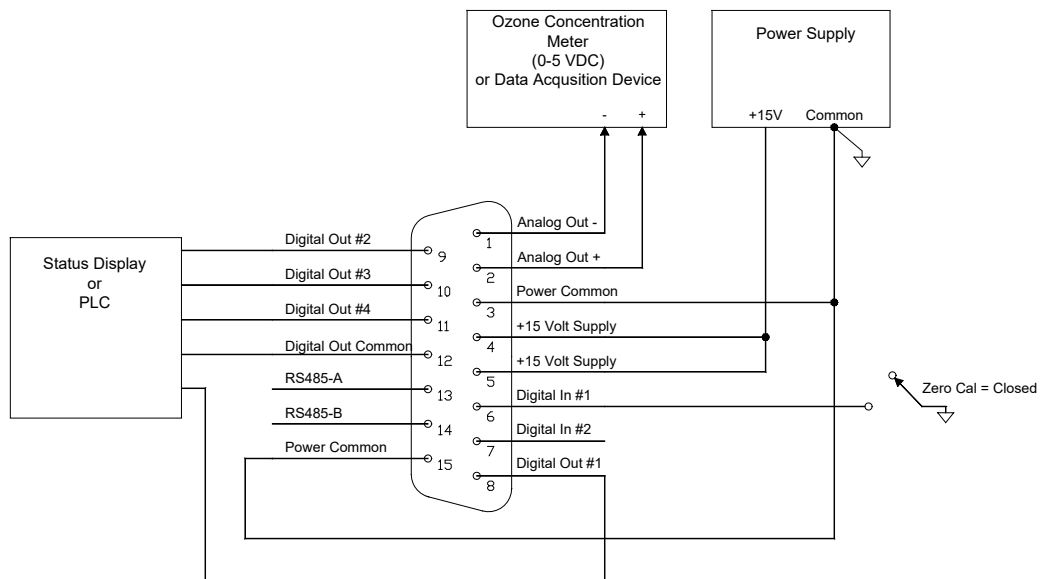 Ozone Concentration
Meter
(0-5 VDC)
or Data Acqusition Device
- +
Power Supply
+15V Common
Status Display
or
PLC
Digital Out #2
Digital Out #3
Digital Out #4
Digital Out Common
RS485-A
RS485-B
Power Common
9
10
11
12
13
14
15
1
2
3
4
5
6
7
8
Analog Out -
Analog Out +
Power Common
+15 Volt Supply
+15 Volt Supply
Digital In #1
Digital In #2
Digital Out #1
Zero Cal = Closed